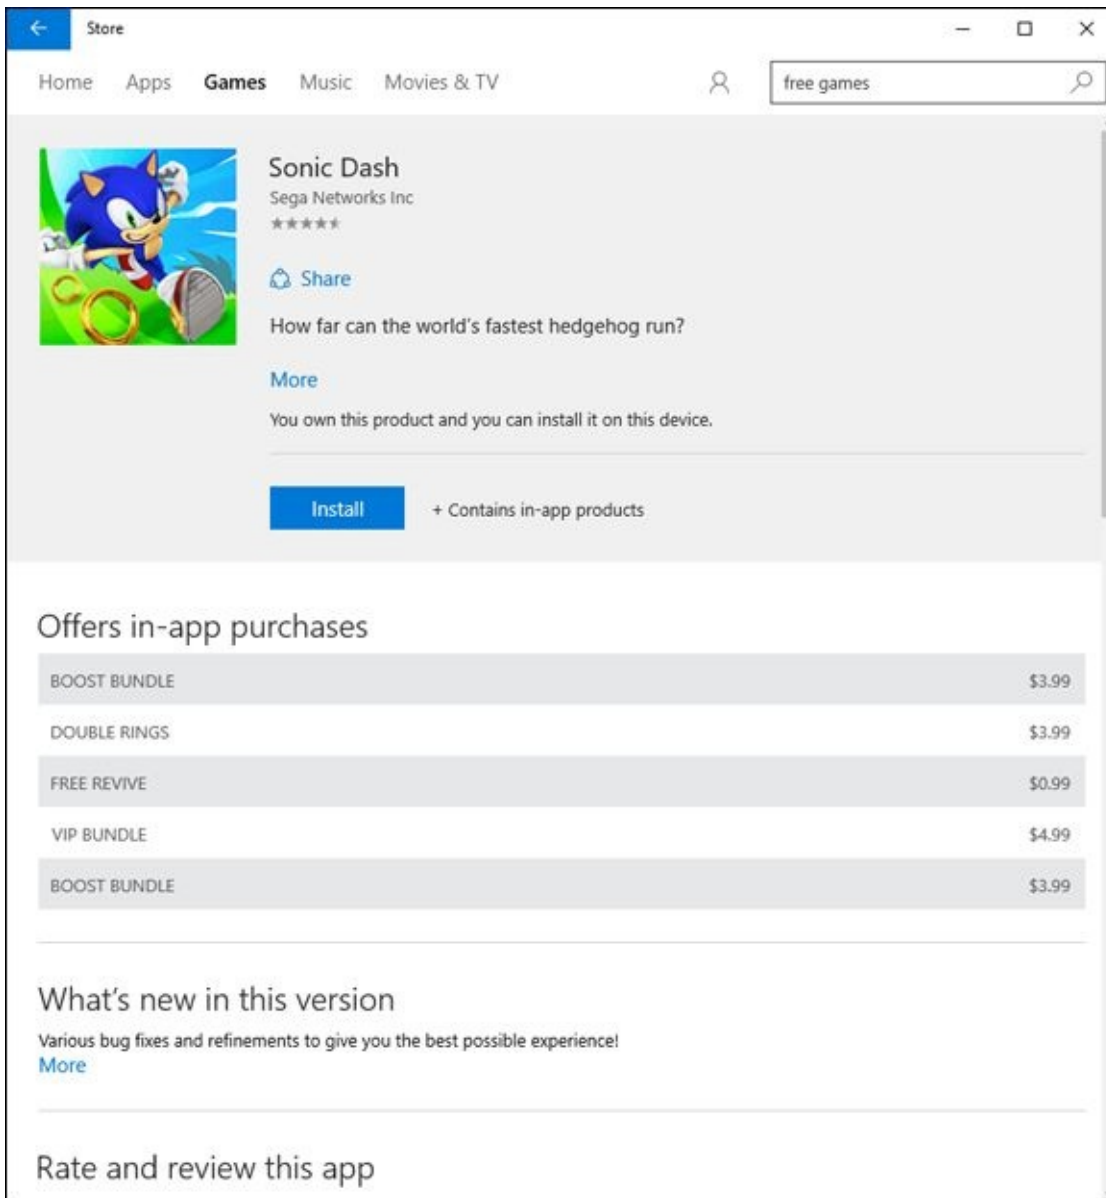 Store
Home Apps Games Music Movies & TV free games
Sonic Dash
Sega Networks Inc
Share
How far can the world's fastest hedgehog run?
More
You own this product and you can install it on this device.
Install + Contains in-app products
Offers in-app purchases
BOOST BUNDLE $3.99
DOUBLE RINGS $3.99
FREE REVIVE $0.99
VIP BUNDLE $4.99
BOOST BUNDLE $3.99
What's new in this version
Various bug fixes and refinements to give you the best possible experience!
More
Rate and review this app